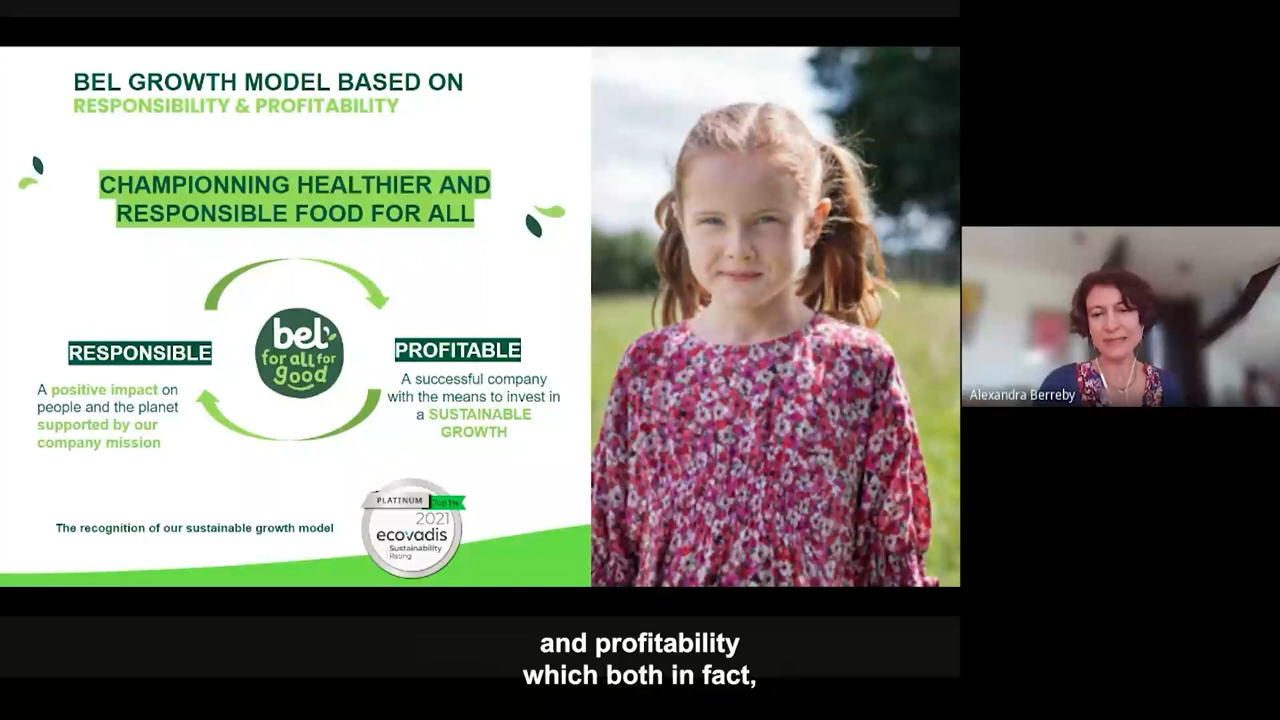 BEL GROWTH MODEL BASED ON
RESPONSIBILITY & PROFITABILITY
CHAMPIONNING HEALTHIER AND
RESPONSIBLE FOOD FOR ALL
bel
for all for
good
RESPONSIBLE
A positive impact on
people and the planet
supported by our
company mission
PROFITABLE
A successful company
with the means to invest in
a SUSTAINABLE
GROWTH
The recognition of our sustainable growth model
PLATINUM Top 1%
2021
ecovadis
Sustainability
Rating
Alexandra Berreby
and profitability
which both in fact,